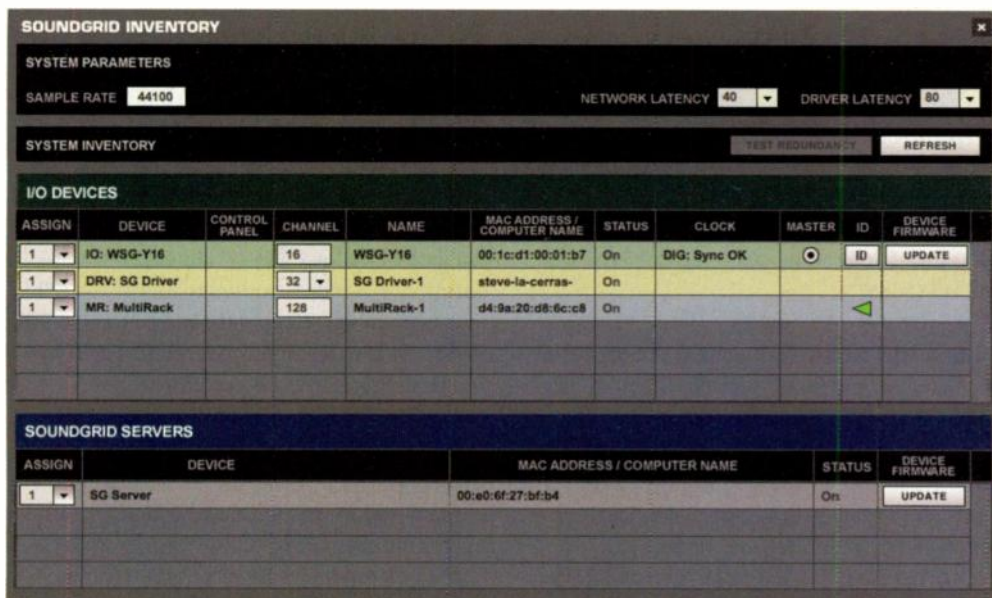 SOUNDGRID INVENTORY
SYSTEM PARAMETERS
SAMPLE RATE 44100 NETWORK LATENCY 40 DRIVER LATENCY 80
SYSTEM INVENTORY TEST REDUNDANCY REFRESH
I/O DEVICES
ASSIGN DEVICE CONTROL PANEL CHANNEL NAME MAC ADDRESS / COMPUTER NAME STATUS CLOCK MASTER ID DEVICE FIRMWARE
1 IO: WSG-Y16 16 WSG-Y16 00:1c:d1:00:01:b7 On DIG: Sync OK ID UPDATE
1 DRV: SG Driver 32 SG Driver-1 steve-la-cerras- On
1 MR: MultiRack 128 MultiRack-1 d4:9a:20:d8:6c:c8 On
SOUNDGRID SERVERS
ASSIGN DEVICE MAC ADDRESS / COMPUTER NAME STATUS DEVICE FIRMWARE
1 SG Server 00:e0:6f:27:bf:b4 On UPDATE